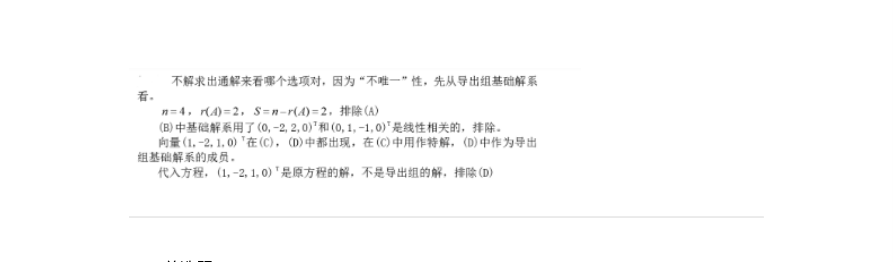 不解求出通解来看哪个选项对，因为“不唯一”性，先从导出组基础解系
看。
n=4，r(A)=2，S=n-r(A)=2，排除(A)
(B)中基础解系用了(0,-2,2,0)ᵀ和(0,1,-1,0)ᵀ是线性相关的，排除。
向量(1,-2,1,0)ᵀ在(C)，(D)中都出现，在(C)中用作特解，(D)中作为导出
组基础解系的成员。
代入方程，(1,-2,1,0)ᵀ是原方程的解，不是导出组的解，排除(D)